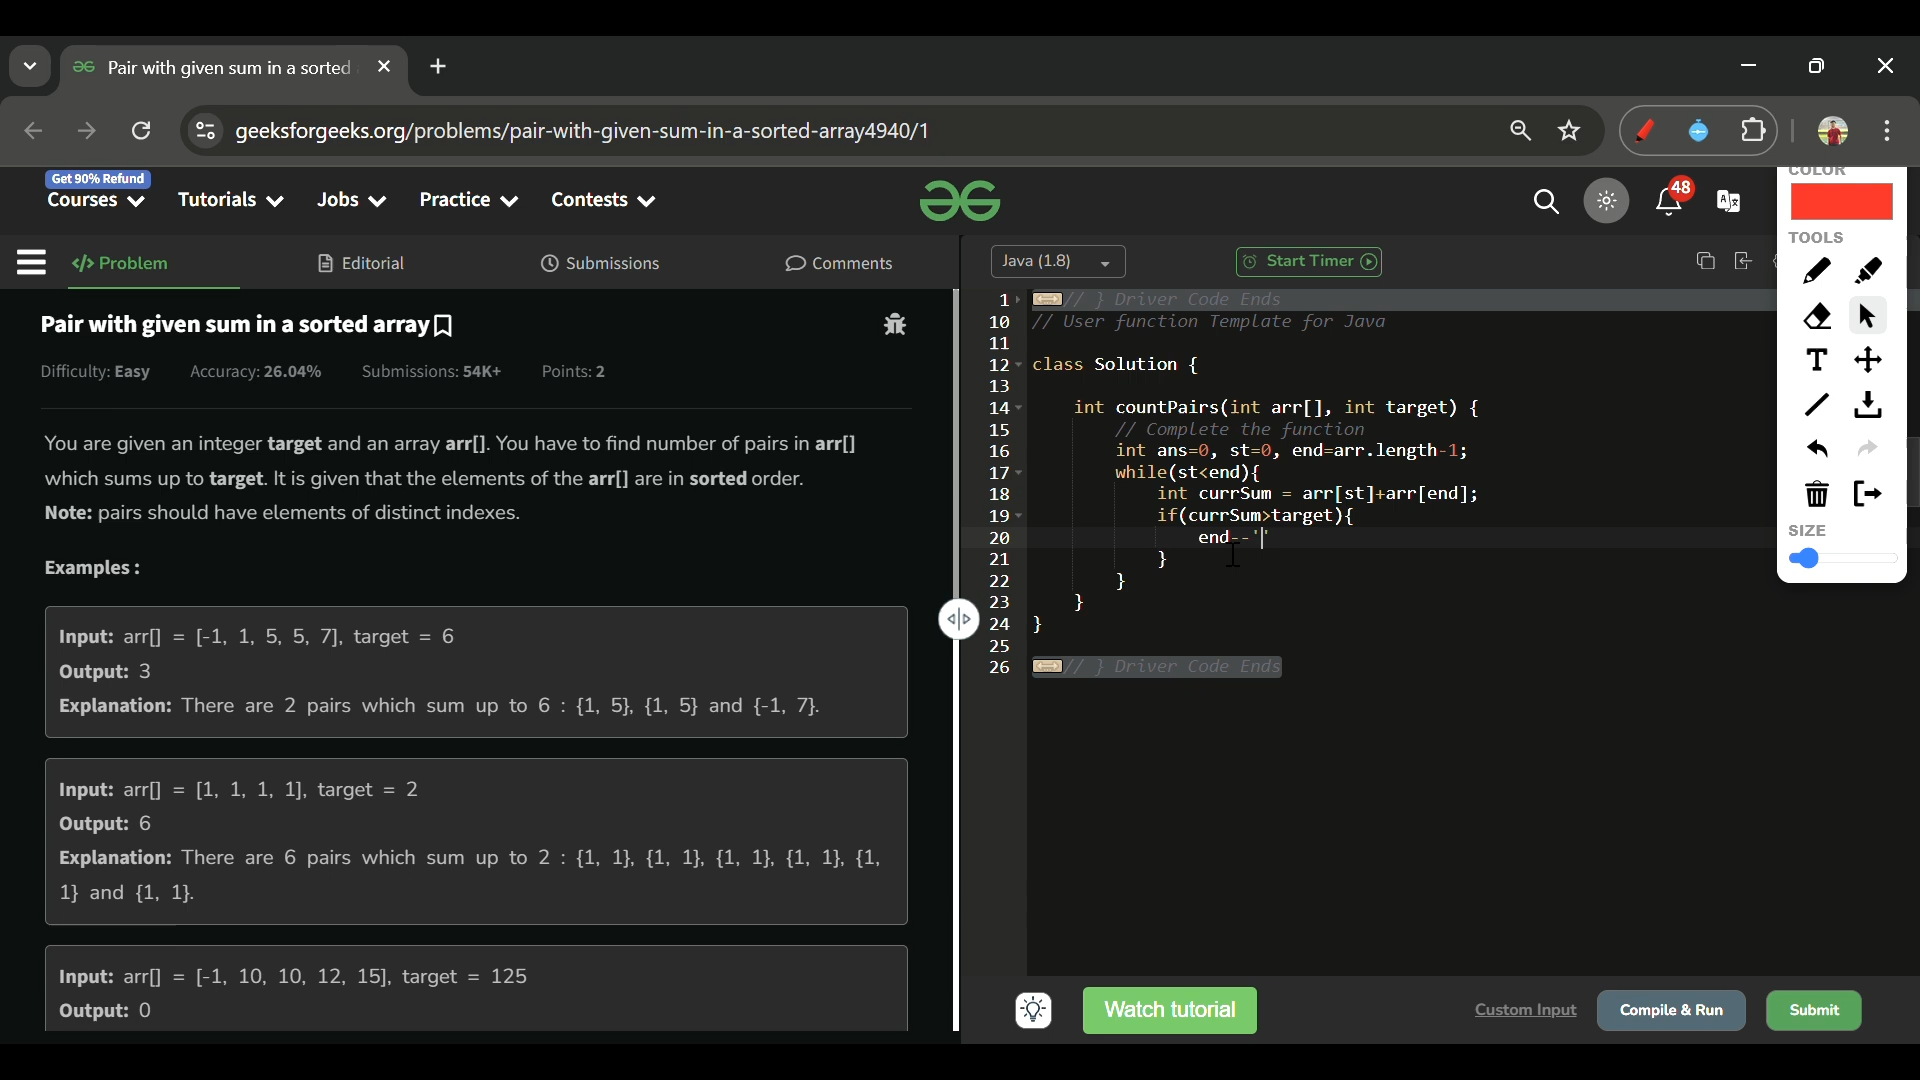 Pair with given sum in a sorted
geeksforgeeks.org/problems/pair-with-given-sum-in-a-sorted-array4940/1
Get 90% Refund
Courses
Tutorials
Jobs
Practice
Contests
48
COLOR
TOOLS
T
SIZE
</> Problem
Editorial
Submissions
Comments
Java (1.8)
Start Timer
Pair with given sum in a sorted array
Difficulty: Easy
Accuracy: 26.04%
Submissions: 54K+
Points: 2
You are given an integer target and an array arr[]. You have to find number of pairs in arr[]
which sums up to target. It is given that the elements of the arr[] are in sorted order.
Note: pairs should have elements of distinct indexes.
Examples :
Input: arr[] = [-1, 1, 5, 5, 7], target = 6
Output: 3
Explanation: There are 2 pairs which sum up to 6 : {1, 5}, {1, 5} and {-1, 7}.
Input: arr[] = [1, 1, 1, 1], target = 2
Output: 6
Explanation: There are 6 pairs which sum up to 2 : {1, 1}, {1, 1}, {1, 1}, {1, 1}, {1,
1} and {1, 1}.
Input: arr[] = [-1, 10, 10, 12, 15], target = 125
Output: 0
1 // } Driver Code Ends
10 // User function Template for Java
11
12 class Solution {
13
14 int countPairs(int arr[], int target) {
15 // Complete the function
16 int ans=0, st=0, end=arr.length-1;
17 while(st<end){
18 int currSum = arr[st]+arr[end];
19 if(currSum>target){
20 end--''
21 }
22 }
23 }
24 }
25
26 // } Driver Code Ends
Watch tutorial
Custom Input
Compile & Run
Submit